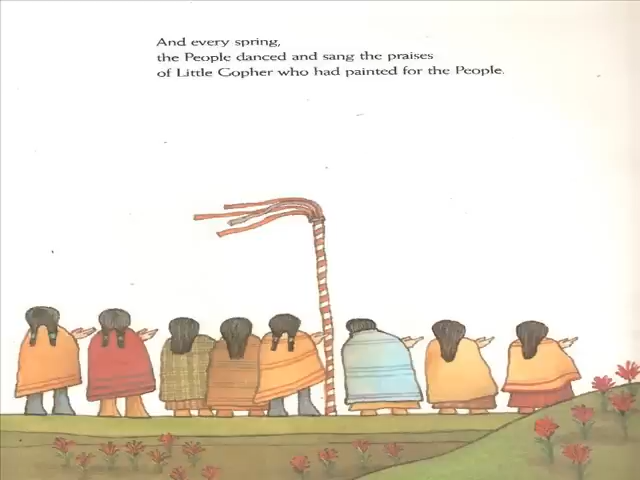 And every spring,
the People danced and sang the praises
of Little Gopher who had painted for the People.